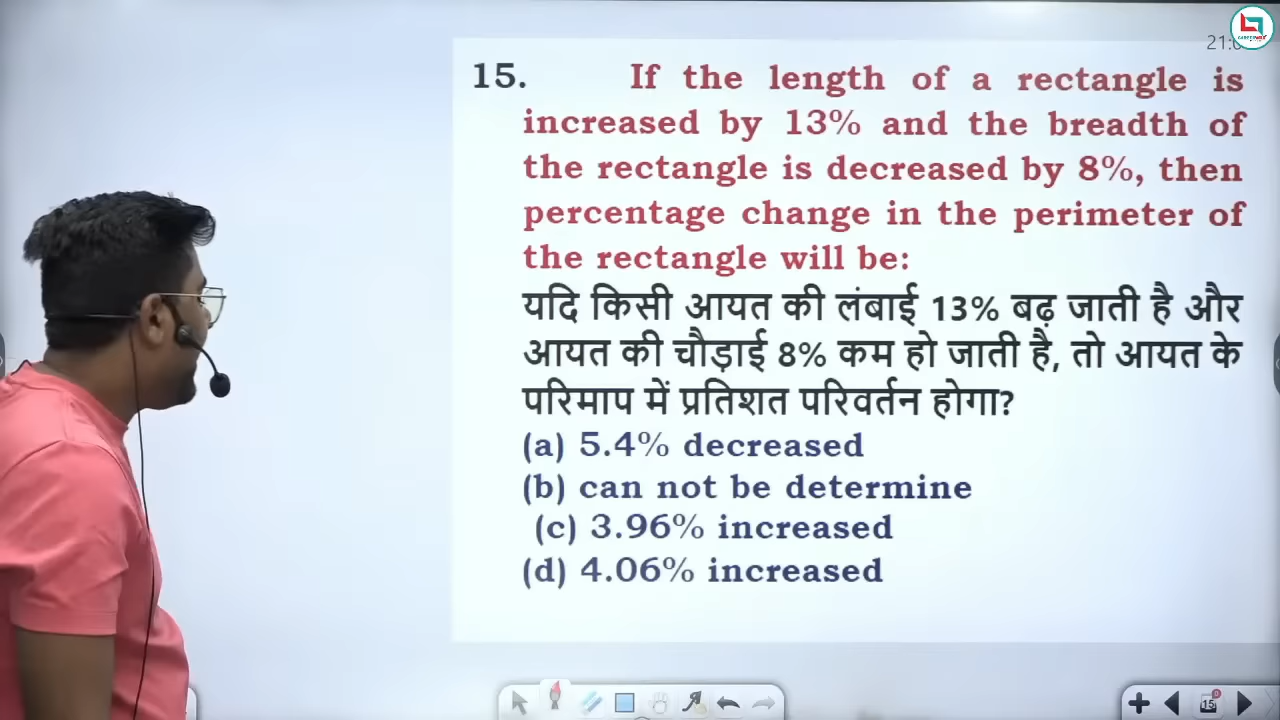 21:0
15. If the length of a rectangle is
increased by 13% and the breadth of
the rectangle is decreased by 8%, then
percentage change in the perimeter of
the rectangle will be:
यदि किसी आयत की लंबाई 13% बढ़ जाती है और
आयत की चौड़ाई 8% कम हो जाती है, तो आयत के
परिमाप में प्रतिशत परिवर्तन होगा?
(a) 5.4% decreased
(b) can not be determine
(c) 3.96% increased
(d) 4.06% increased
15